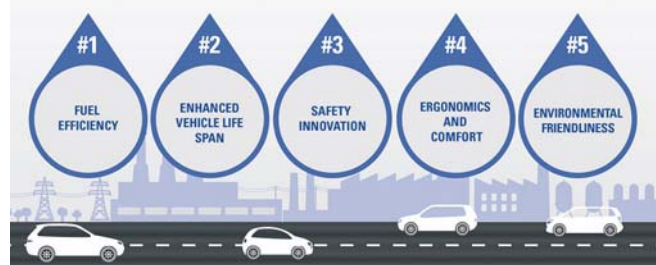 #1
FUEL
EFFICIENCY
#2
ENHANCED
VEHICLE LIFE
SPAN
#3
SAFETY
INNOVATION
#4
ERGONOMICS
AND
COMFORT
#5
ENVIRONMENTAL
FRIENDLINESS